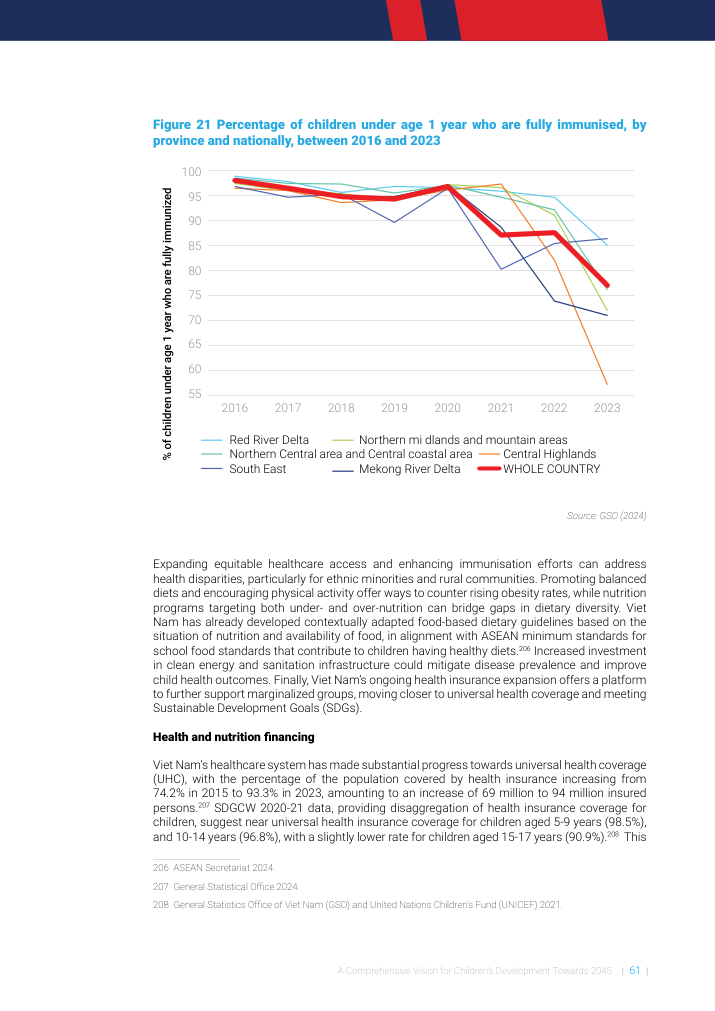 Figure 21 Percentage of children under age 1 year who are fully immunised, by
province and nationally, between 2016 and 2023
% of children under age 1 year who are fully immunized
100
95
90
85
80
75
70
65
60
55
2016 2017 2018 2019 2020 2021 2022 2023
Red River Delta Northern mi dlands and mountain areas
Northern Central area and Central coastal area Central Highlands
South East Mekong River Delta WHOLE COUNTRY
Source: GSO (2024)
Expanding equitable healthcare access and enhancing immunisation efforts can address
health disparities, particularly for ethnic minorities and rural communities. Promoting balanced
diets and encouraging physical activity offer ways to counter rising obesity rates, while nutrition
programs targeting both under- and over-nutrition can bridge gaps in dietary diversity. Viet
Nam has already developed contextually adapted food-based dietary guidelines based on the
situation of nutrition and availability of food, in alignment with ASEAN minimum standards for
school food standards that contribute to children having healthy diets.206 Increased investment
in clean energy and sanitation infrastructure could mitigate disease prevalence and improve
child health outcomes. Finally, Viet Nam's ongoing health insurance expansion offers a platform
to further support marginalized groups, moving closer to universal health coverage and meeting
Sustainable Development Goals (SDGs).
Health and nutrition financing
Viet Nam's healthcare system has made substantial progress towards universal health coverage
(UHC), with the percentage of the population covered by health insurance increasing from
74.2% in 2015 to 93.3% in 2023, amounting to an increase of 69 million to 94 million insured
persons.207 SDGCW 2020-21 data, providing disaggregation of health insurance coverage for
children, suggest near universal health insurance coverage for children aged 5-9 years (98.5%),
and 10-14 years (96.8%), with a slightly lower rate for children aged 15-17 years (90.9%).208 This
206 ASEAN Secretariat 2024.
207 General Statistical Office 2024.
208 General Statistics Office of Viet Nam (GSO) and United Nations Children's Fund (UNICEF) 2021.
A Comprehensive Vision for Children's Development Towards 2045 | 61 |